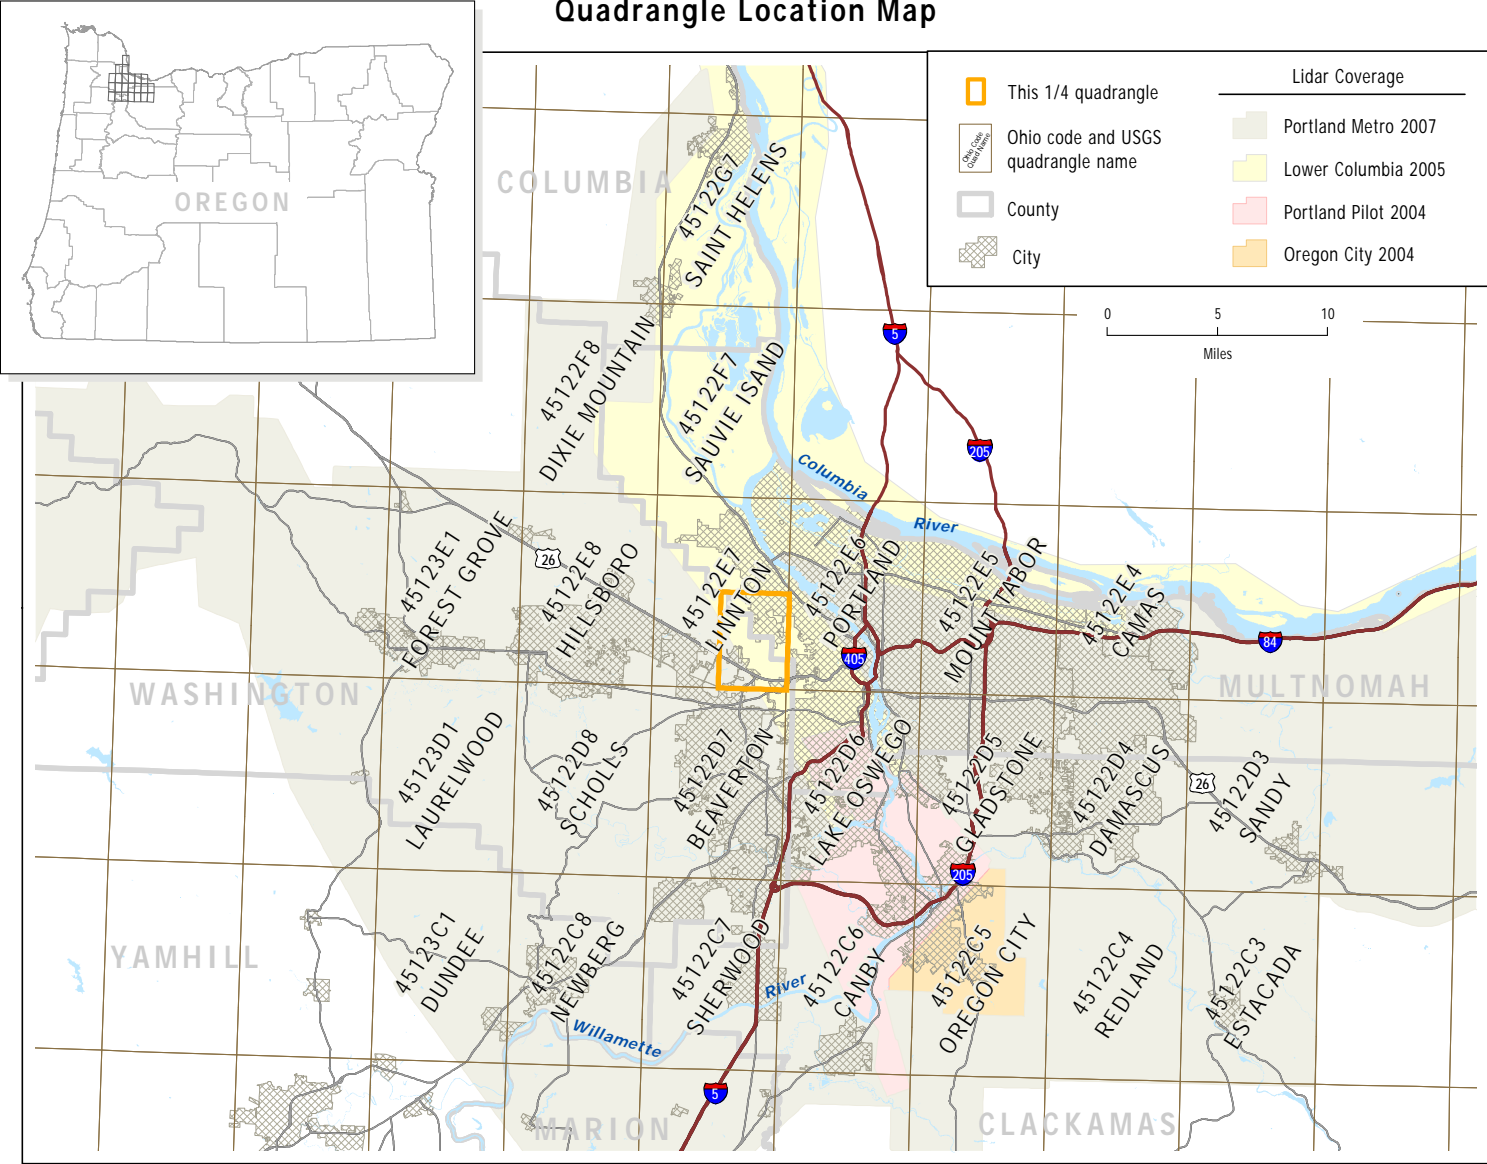 Quadrangle Location Map
OREGON
This 1/4 quadrangle
Ohio Code
Quad Name
Ohio code and USGS
quadrangle name
County
City
Lidar Coverage
Portland Metro 2007
Lower Columbia 2005
Portland Pilot 2004
Oregon City 2004
0 5 10
Miles
COLUMBIA
45122G7
SAINT HELENS
5
45122F8
DIXIE MOUNTAIN
45122F7
SAUVIE ISAND
205
Columbia
River
45123E1
FOREST GROVE
26
45122E8
HILLSBORO
45122E7
LINNTON
45122E6
PORTLAND
405
45122E5
MOUNT TABOR
45122E4
CAMAS
84
WASHINGTON
MULTNOMAH
45123D1
LAURELWOOD
45122D8
SCHOLLS
45122D7
BEAVERTON
45122D6
LAKE OSWEGO
45122D5
GLADSTONE
45122D4
DAMASCUS
26
45122D3
SANDY
205
YAMHILL
45123C1
DUNDEE
45122C8
NEWBERG
45122C7
SHERWOOD
45122C6
CANBY
45122C5
OREGON CITY
45122C4
REDLAND
45122C3
ESTACADA
Willamette
River
5
MARION
CLACKAMAS